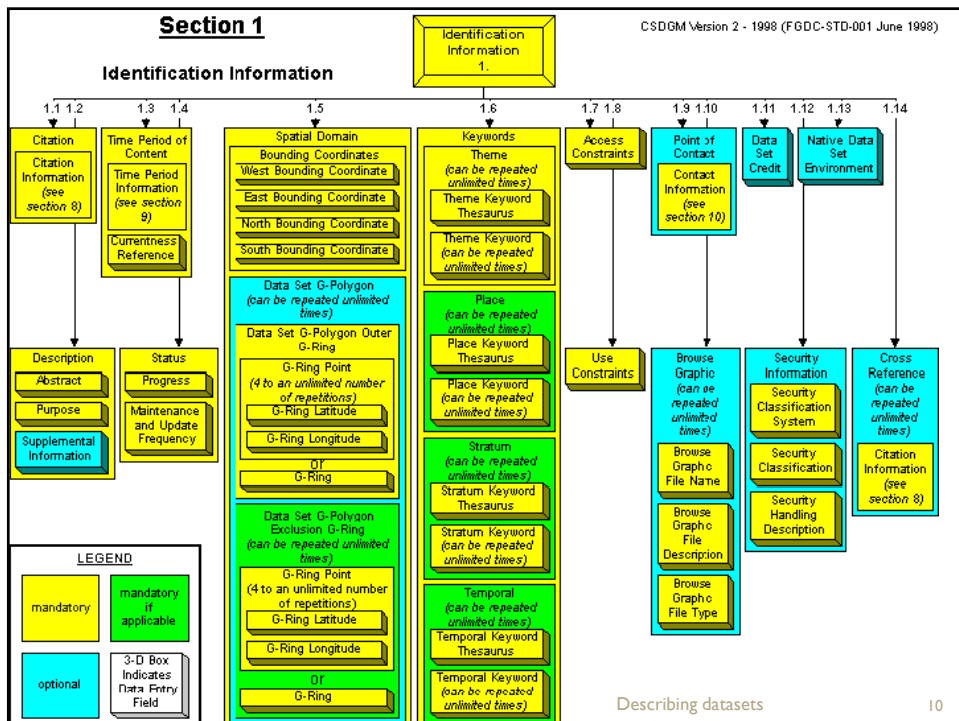 Section 1
Identification Information
Identification
Information
1.
CSDGM Version 2 - 1998 (FGDC-STD-001 June 1998)
1.1
1.2
1.3
1.4
1.5
1.6
1.7
1.8
1.9
1.10
1.11
1.12
1.13
1.14
Citation
Citation
Information
(see
section 8)
Time Period of
Content
Time Period
Information
(see section
9)
Currentness
Reference
Description
Abstract
Purpose
Supplemental
Information
Status
Progress
Maintenance
and Update
Frequency
Spatial Domain
Bounding Coordinates
West Bounding Coordinate
East Bounding Coordinate
North Bounding Coordinate
South Bounding Coordinate
Data Set G-Polygon
(can be repeated unlimited
times)
Data Set G-Polygon Outer
G-Ring
G-Ring Point
(4 to an unlimited number
of repetitions)
G-Ring Latitude
G-Ring Longitude
or
G-Ring
Data Set G-Polygon
Exclusion G-Ring
(can be repeated unlimited
times)
G-Ring Point
(4 to an unlimited number
of repetitions)
G-Ring Latitude
G-Ring Longitude
or
G-Ring
Keywords
Theme
(can be repeated
unlimited times)
Theme Keyword
Thesaurus
Theme Keyword
(can be repeated
unlimited times)
Place
(can be repeated
unlimited times)
Place Keyword
Thesaurus
Place Keyword
(can be repeated
unlimited times)
Stratum
(can be repeated
unlimited times)
Stratum Keyword
Thesaurus
Stratum Keyword
(can be repeated
unlimited times)
Temporal
(can be repeated
unlimited times)
Temporal Keyword
Thesaurus
Temporal Keyword
(can be repeated
unlimited times)
Access
Constraints
Use
Constraints
Point of
Contact
Contact
Information
(see
section 10)
Browse
Graphic
(can be
repeated
unlimited
times)
Browse
Graphc
File Name
Browse
Graphc
File
Description
Browse
Graphc
File Type
Data
Set
Credit
Native Data
Set
Environment
Security
Information
Security
Classification
System
Security
Classification
Security
Handling
Description
Cross
Reference
(can be
repeated
unlimited
times)
Citation
Information
(see
section 8)
LEGEND
mandatory
mandatory
if
applicable
optional
3-D Box
Indicates
Data Entry
Field
Describing datasets
10